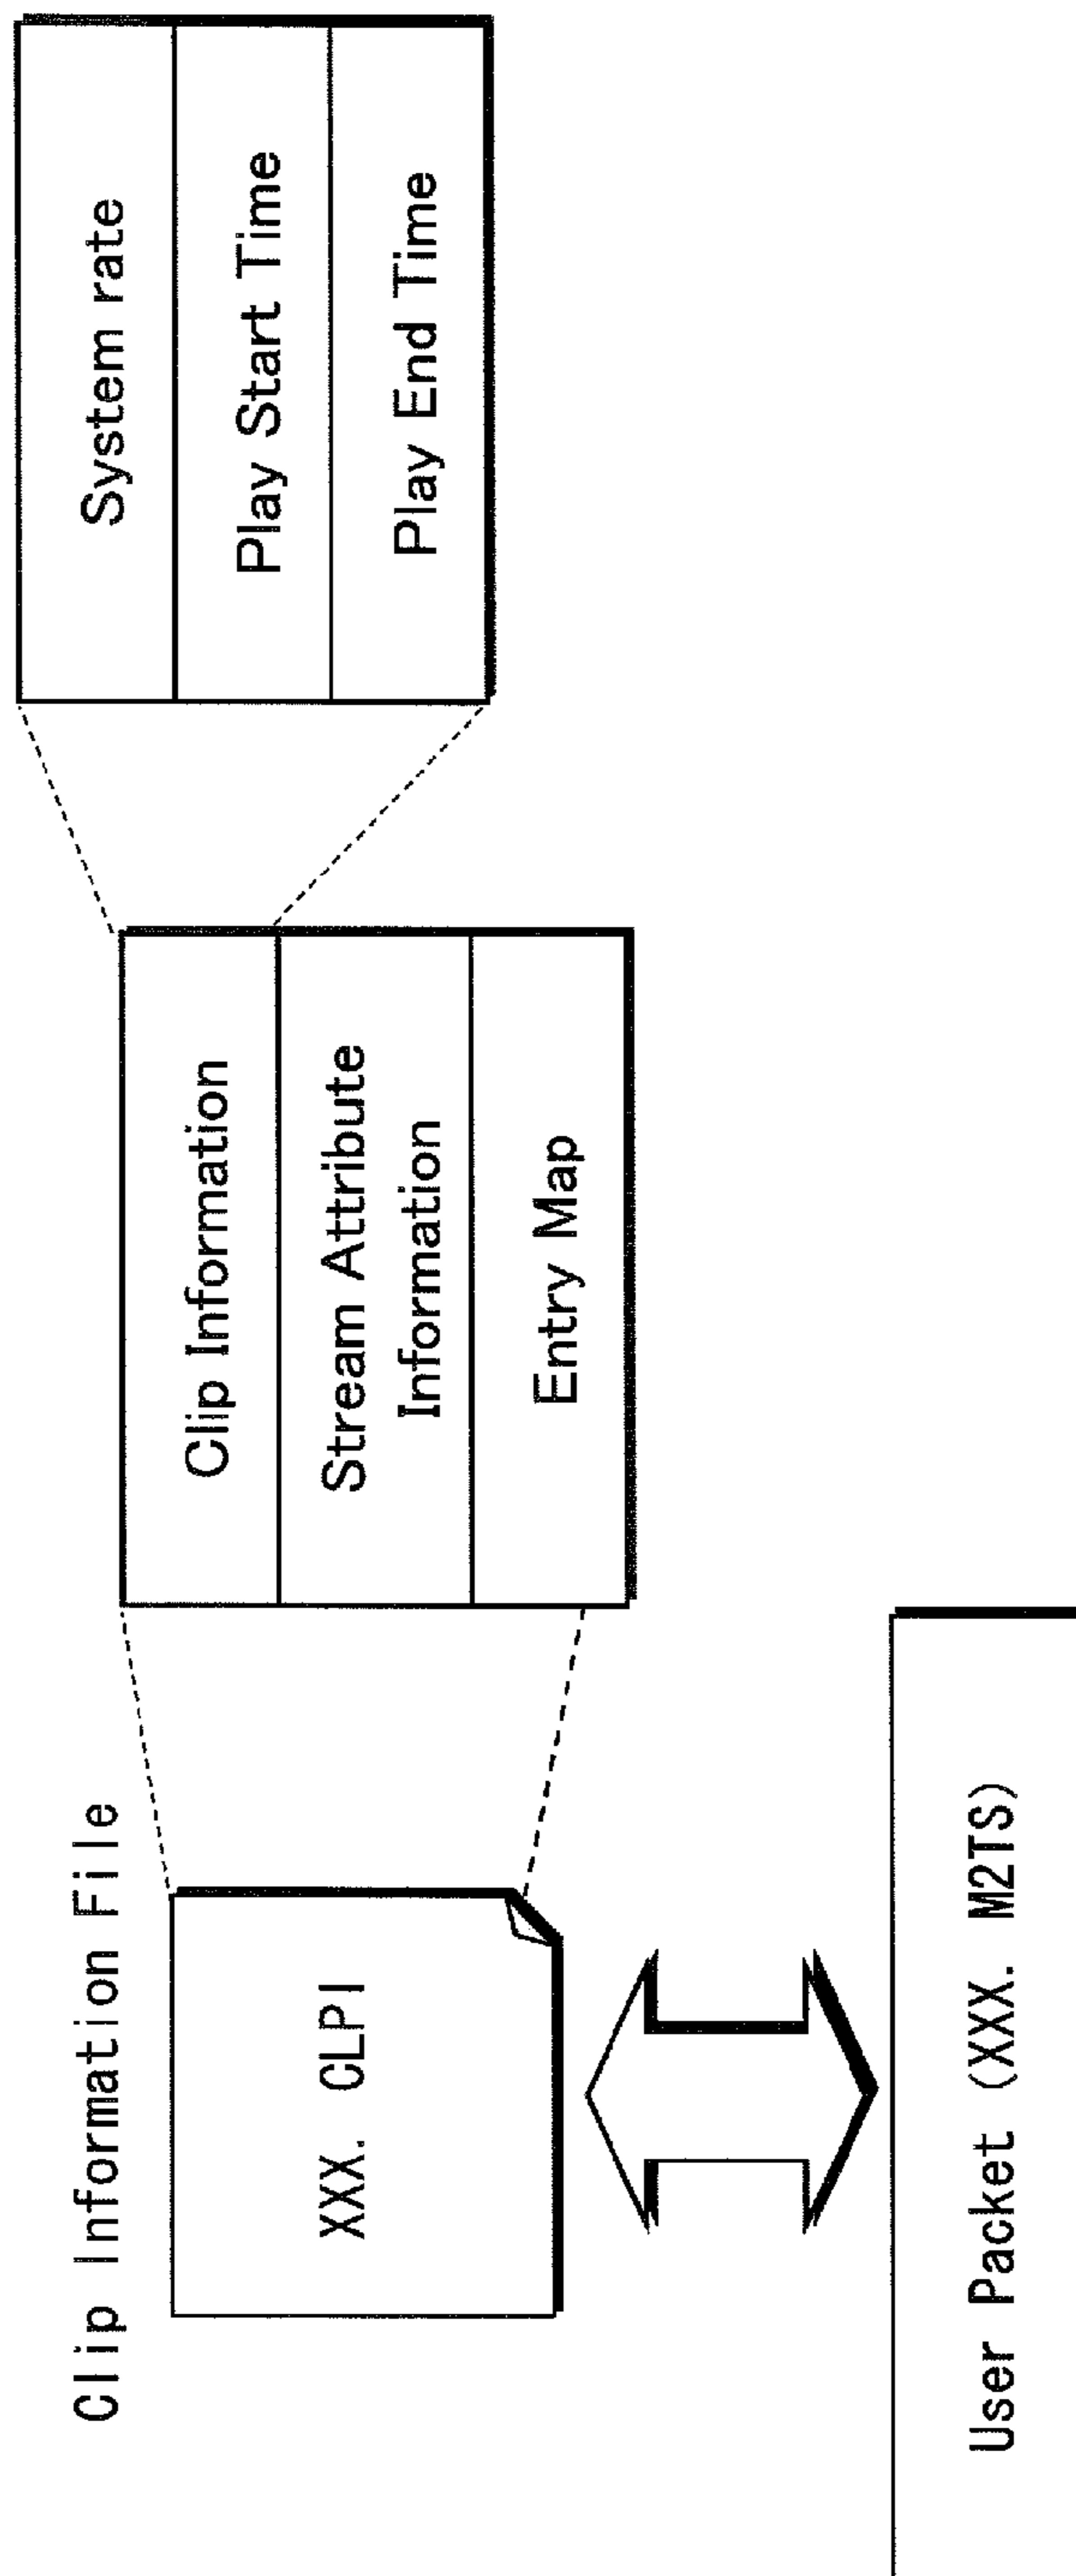 Clip Information File
XXX. CLPI
Clip Information
Stream Attribute
Information
Entry Map
System rate
Play Start Time
Play End Time
User Packet (XXX. M2TS)